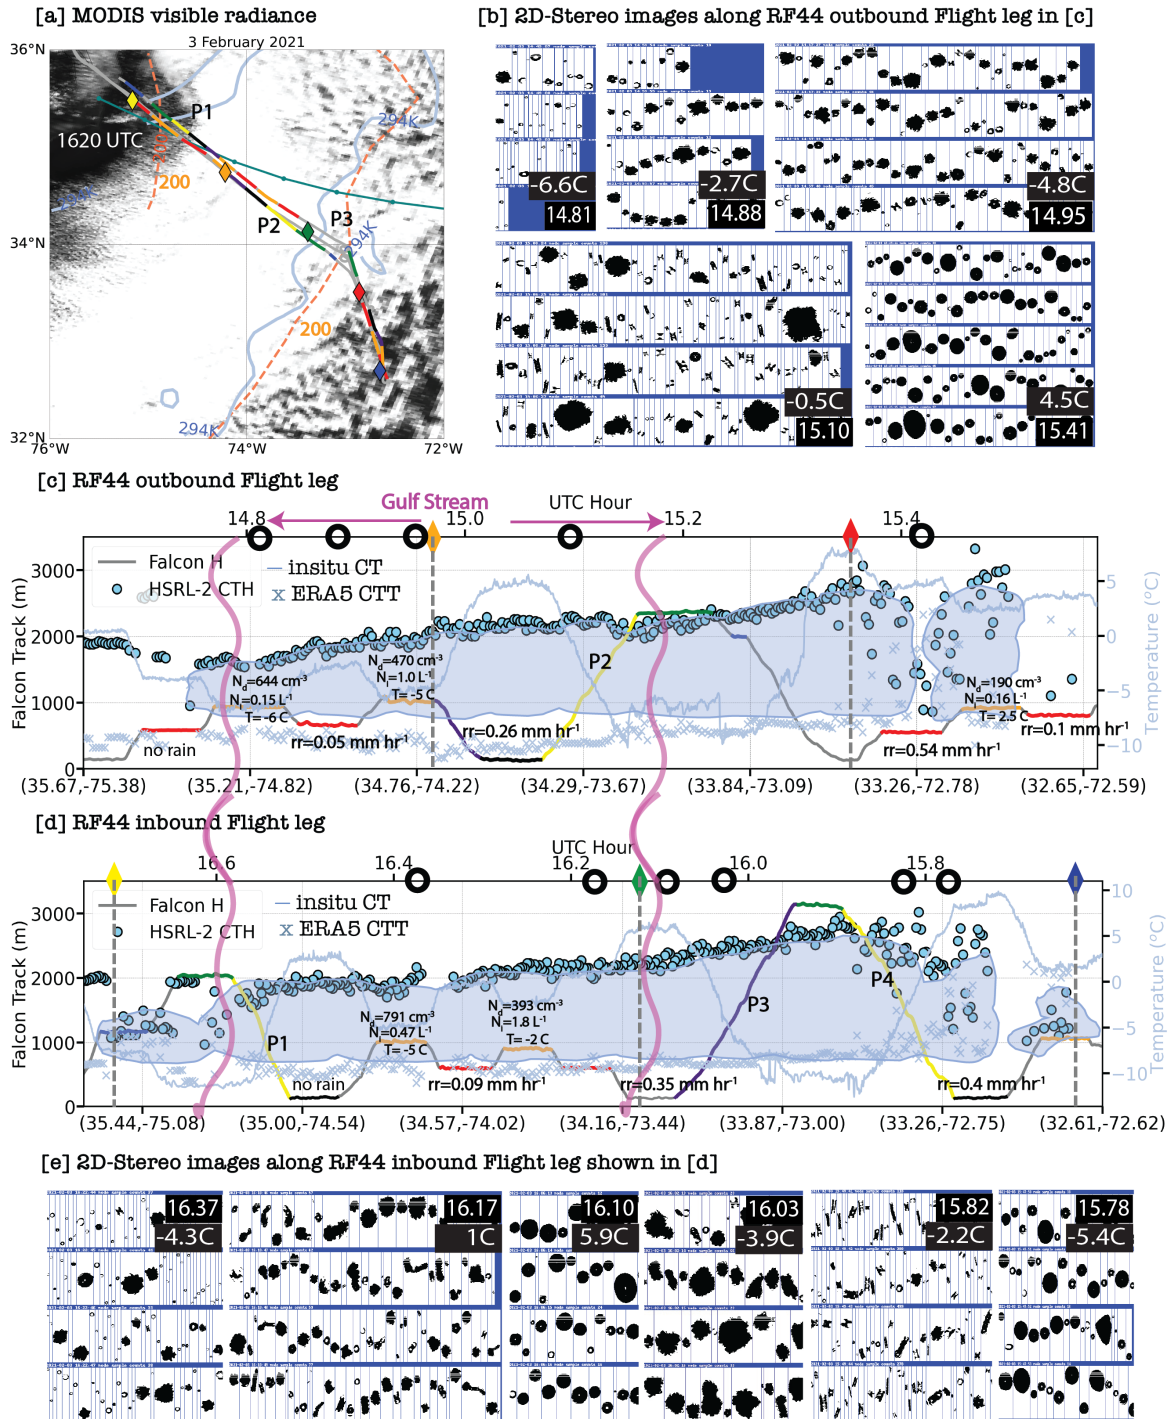 [a] MODIS visible radiance
3 February 2021
36°N
34°N
32°N
76°W
74°W
72°W
1620 UTC
P1
P2
P3
200
200
294K
294K
294K
[b] 2D-Stereo images along RF44 outbound Flight leg in [c]
-6.6C
14.81
-2.7C
14.88
-4.8C
14.95
-0.5C
15.10
4.5C
15.41
[c] RF44 outbound Flight leg
Gulf Stream
UTC Hour
14.8
15.0
15.2
15.4
Falcon H
HSRL-2 CTH
insitu CT
x ERA5 CTT
Falcon Track (m)
3000
2000
1000
0
Temperature (°C)
5
0
−5
−10
Nd=644 cm-3
Ni=0.15 L-1
T= -6 C
Nd=470 cm-3
Ni=1.0 L-1
T= -5 C
Nd=190 cm-3
Ni=0.16 L-1
T= 2.5 C
P2
no rain
rr=0.05 mm hr-1
rr=0.26 mm hr-1
rr=0.54 mm hr-1
rr=0.1 mm hr-1
(35.67,-75.38)
(35.21,-74.82)
(34.76,-74.22)
(34.29,-73.67)
(33.84,-73.09)
(33.26,-72.78)
(32.65,-72.59)
[d] RF44 inbound Flight leg
UTC Hour
16.6
16.4
16.2
16.0
15.8
Falcon H
HSRL-2 CTH
insitu CT
x ERA5 CTT
Falcon Track (m)
3000
2000
1000
0
Temperature (°C)
10
5
0
−5
−10
Nd=791 cm-3
Ni=0.47 L-1
T= -5 C
Nd=393 cm-3
Ni=1.8 L-1
T= -2 C
P1
P3
P4
no rain
rr=0.09 mm hr-1
rr=0.35 mm hr-1
rr=0.4 mm hr-1
(35.44,-75.08)
(35.00,-74.54)
(34.57,-74.02)
(34.16,-73.44)
(33.87,-73.00)
(33.26,-72.75)
(32.61,-72.62)
[e] 2D-Stereo images along RF44 inbound Flight leg shown in [d]
16.37
-4.3C
16.17
1C
16.10
5.9C
16.03
-3.9C
15.82
-2.2C
15.78
-5.4C